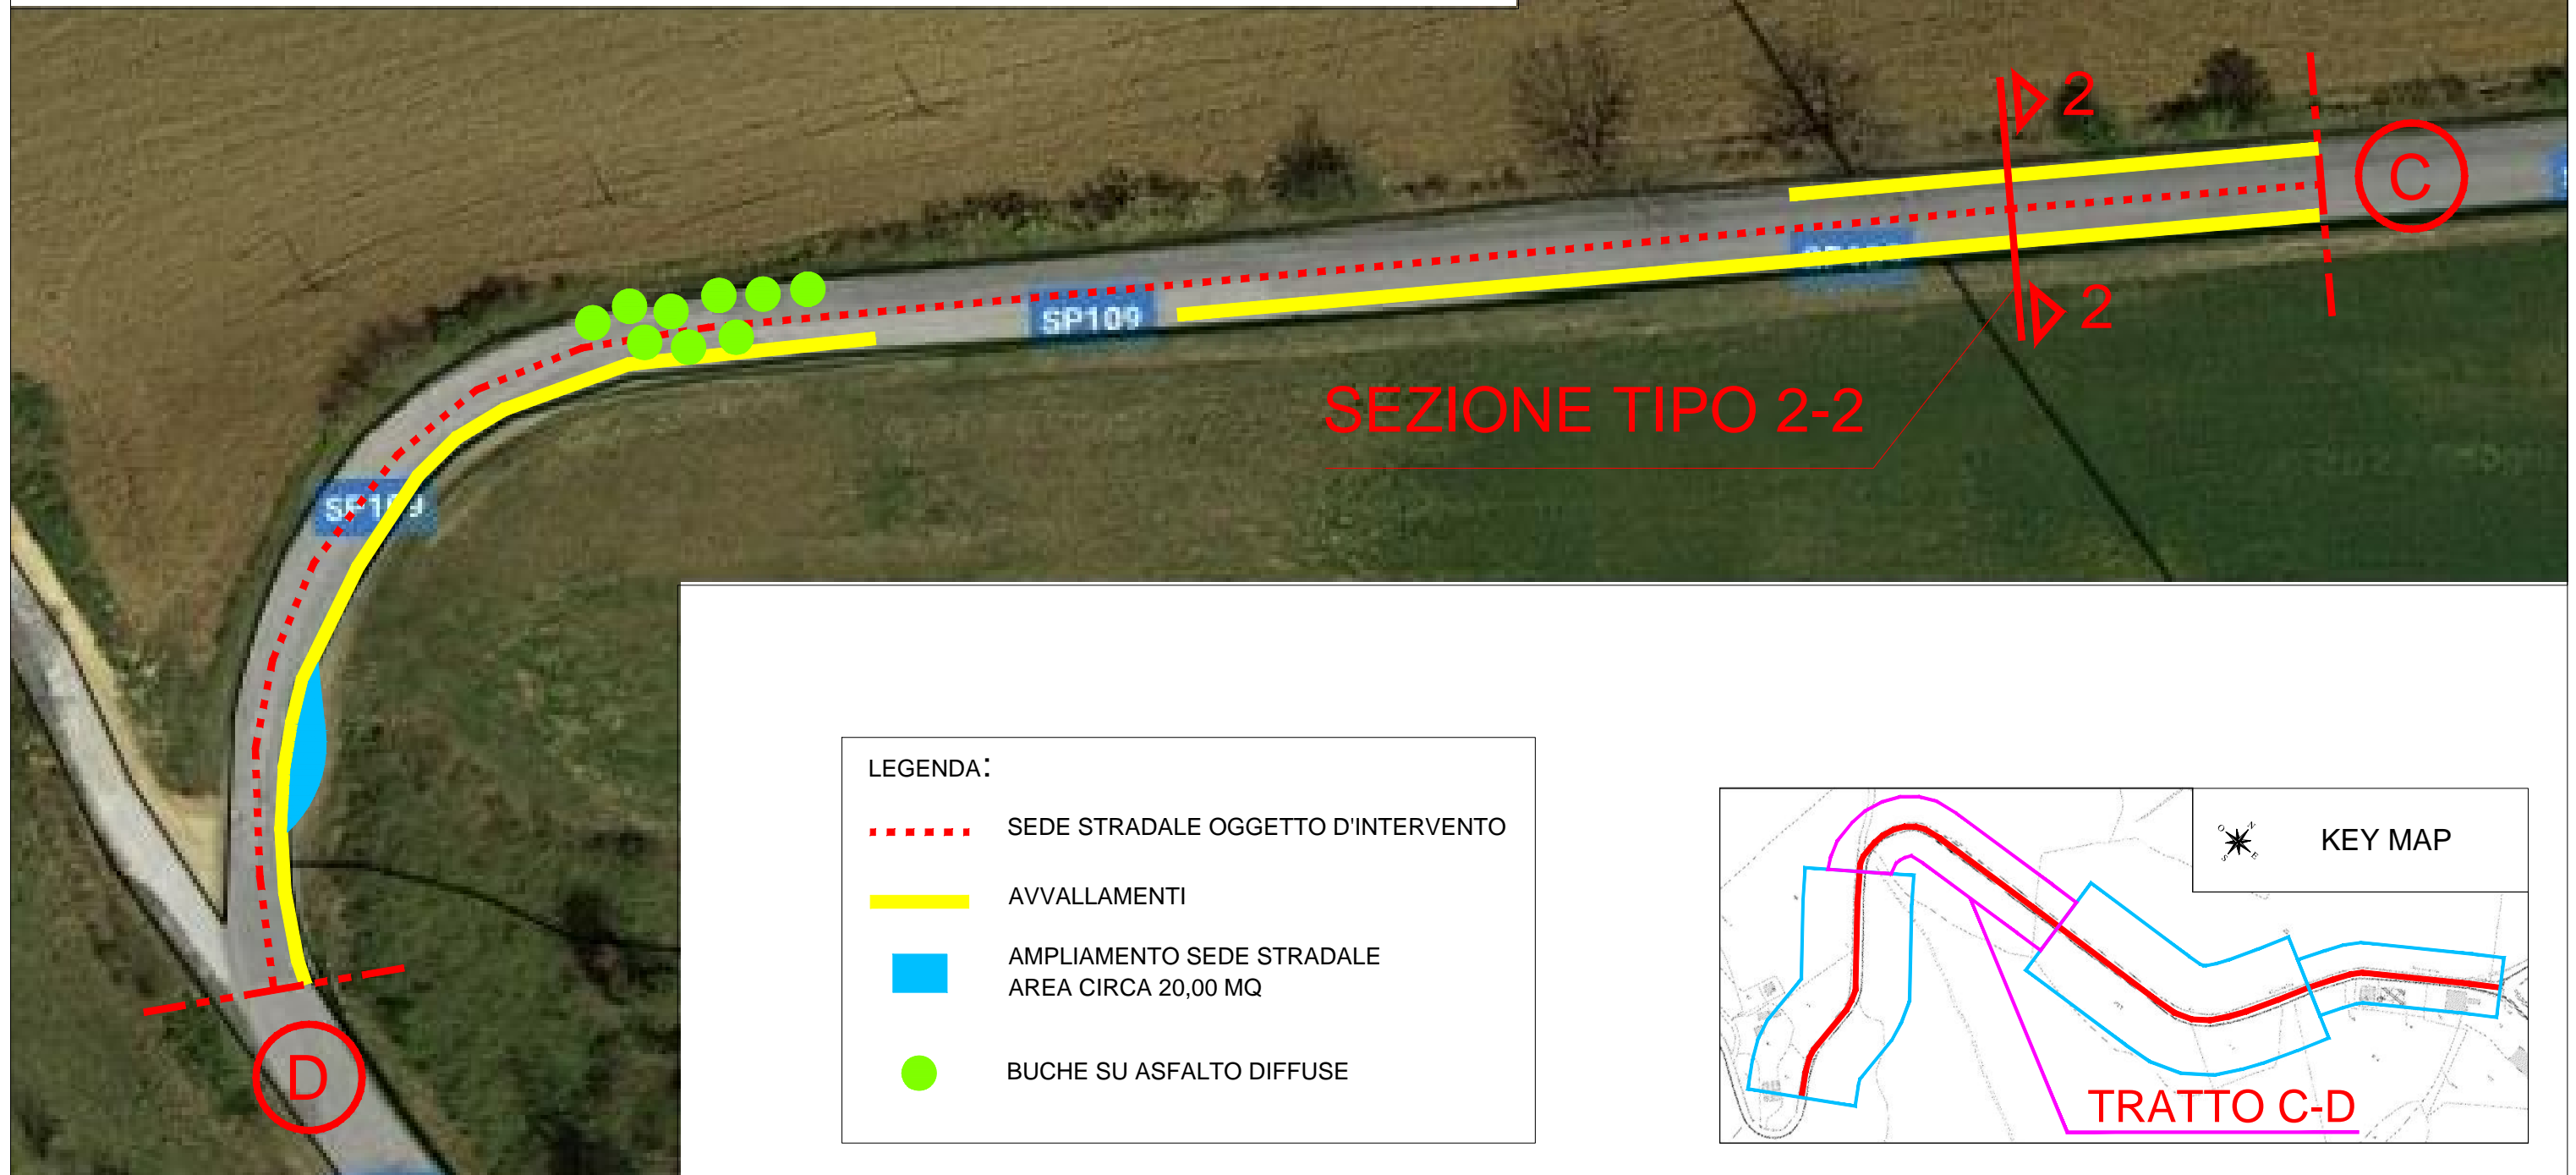 2
C
2
SP109
SEZIONE TIPO 2-2
SP109
D
LEGENDA:
SEDE STRADALE OGGETTO D'INTERVENTO
AVVALLAMENTI
AMPLIAMENTO SEDE STRADALE
AREA CIRCA 20,00 MQ
BUCHE SU ASFALTO DIFFUSE
N
O
S
E
KEY MAP
TRATTO C-D